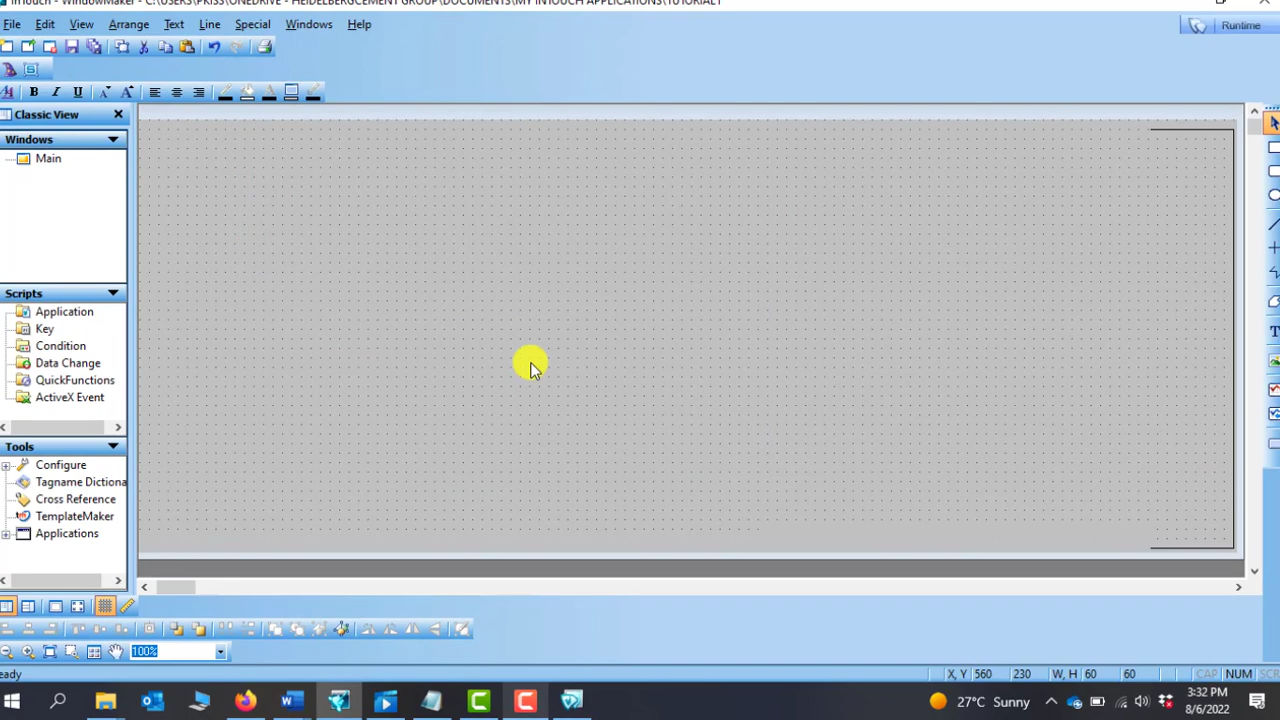 InTouch - WindowMaker - C:\USERS\PKISS\ONEDRIVE - HEIDELBERGCEMENT GROUP\DOCUMENTS\MY INTOUCH APPLICATIONS\TUTORIAL1
File Edit View Arrange Text Line Special Windows Help
Runtime
B I U
Classic View
Windows
Main
Scripts
Application
Key
Condition
Data Change
QuickFunctions
ActiveX Event
Tools
Configure
Tagname Dictiona
Cross Reference
TemplateMaker
Applications
100%
eady X, Y 560 230 W, H 60 60 CAP NUM SCR
27°C Sunny
3:32 PM
8/6/2022